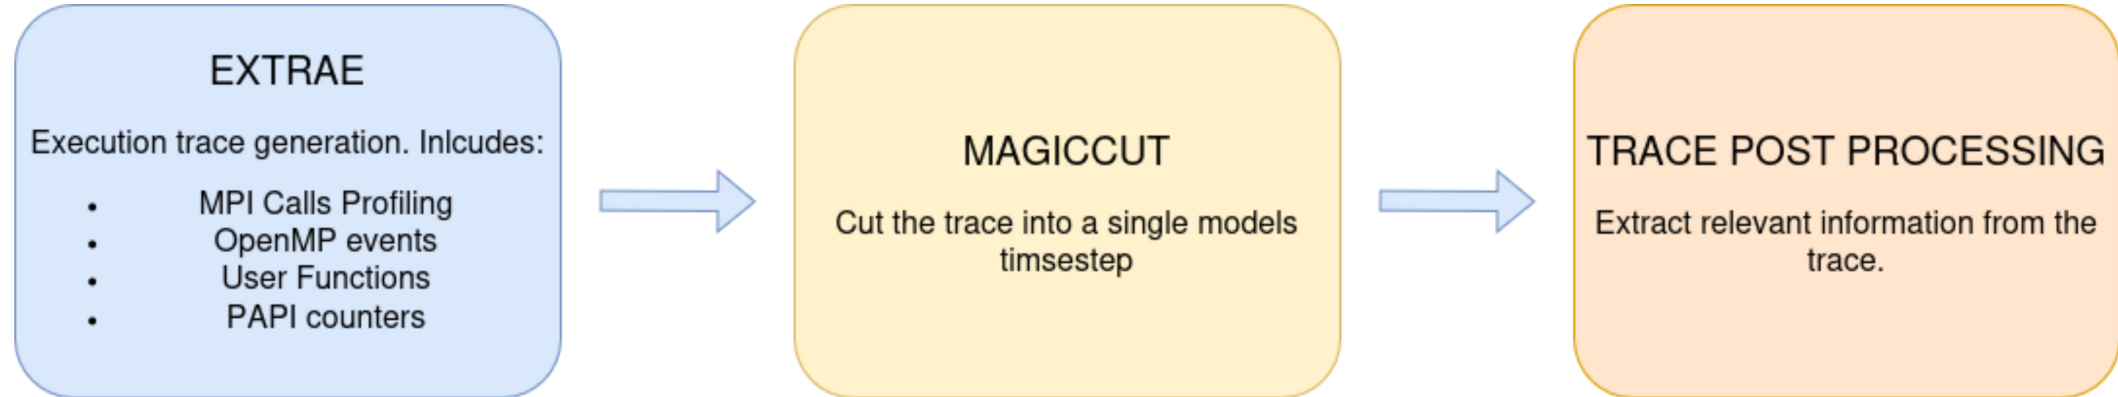 EXTRAE
Execution trace generation. Inlcudes:
• MPI Calls Profiling
• OpenMP events
• User Functions
• PAPI counters
MAGICCUT
Cut the trace into a single models
timsestep
TRACE POST PROCESSING
Extract relevant information from the
trace.